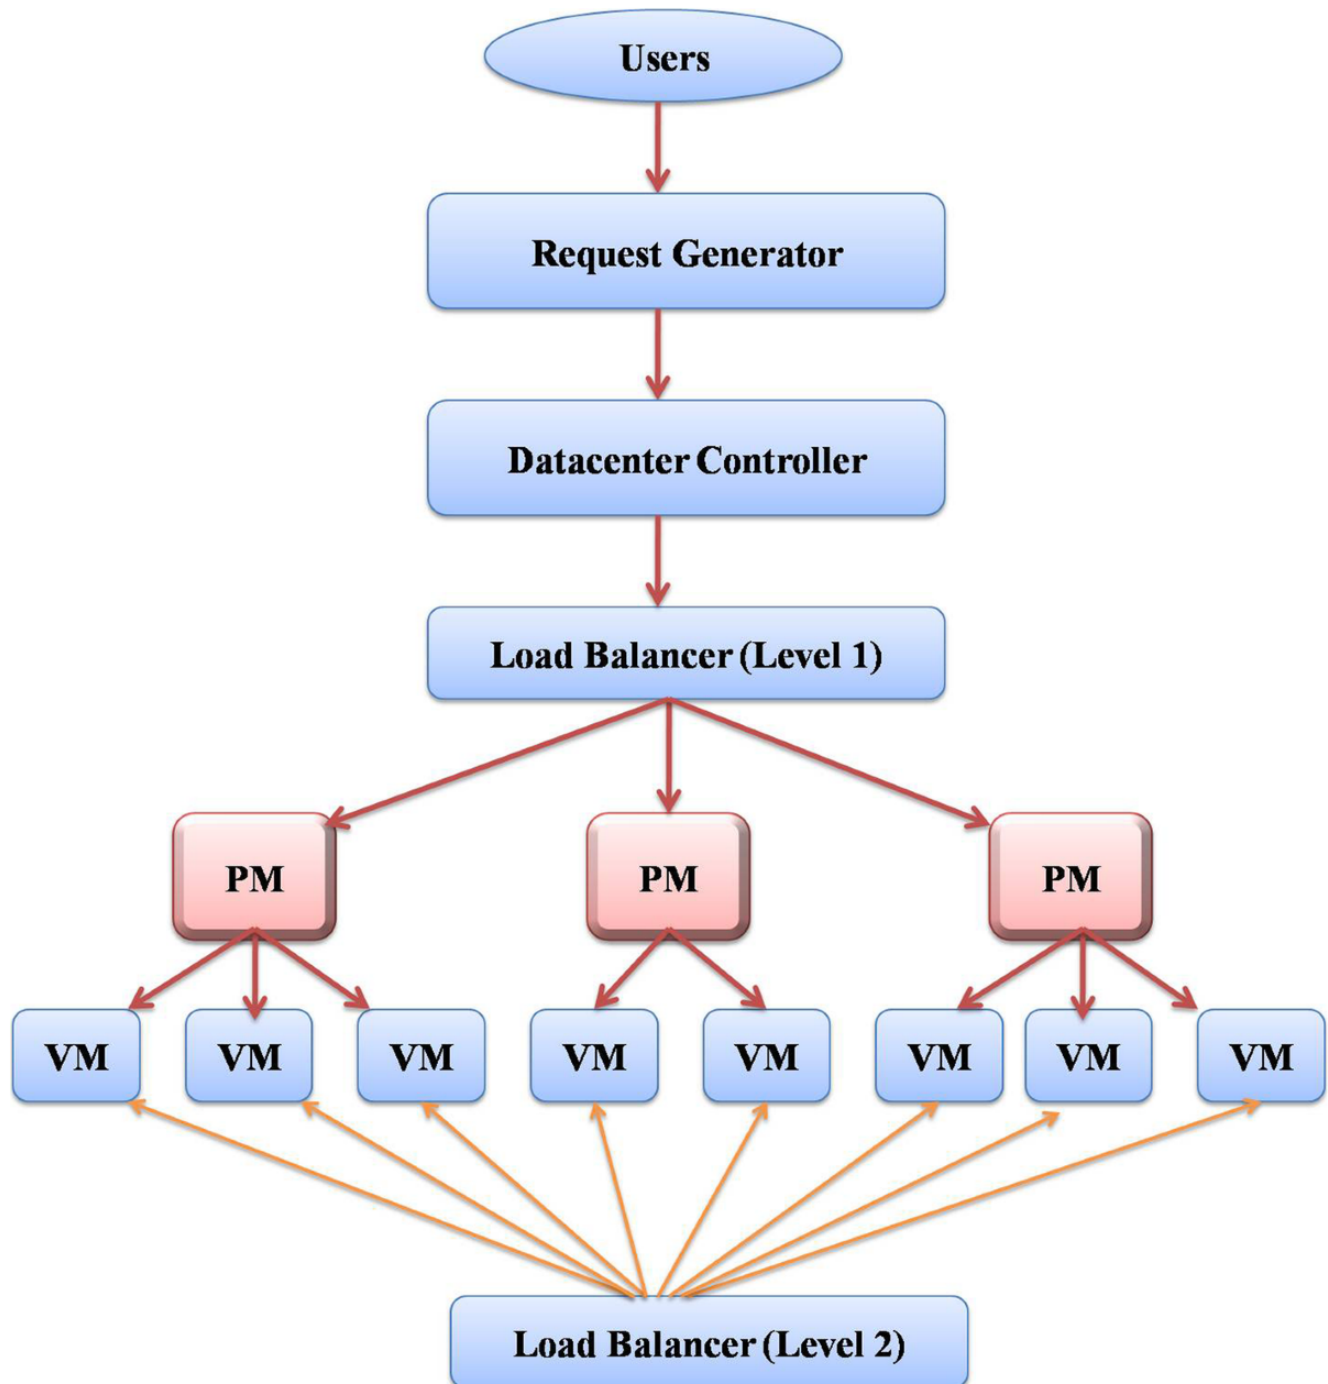 Users
Request Generator
Datacenter Controller
Load Balancer (Level 1)
PM
PM
PM
VM
VM
VM
VM
VM
VM
VM
VM
Load Balancer (Level 2)